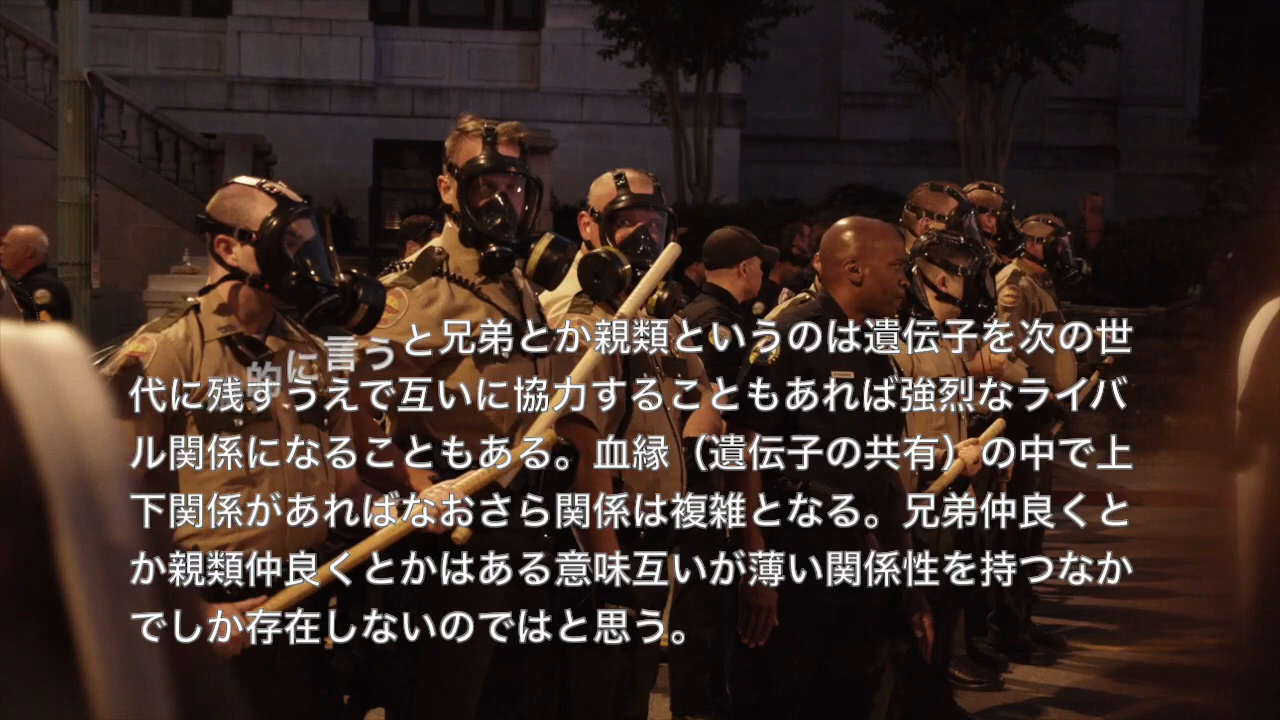 的に言うと兄弟とか親類というのは遺伝子を次の世
代に残すうえで互いに協力することもあれば強烈なライバ
ル関係になることもある。血縁（遺伝子の共有）の中で上
下関係があればなおさら関係は複雑となる。兄弟仲良くと
か親類仲良くとかはある意味互いが薄い関係性を持つなか
でしか存在しないのではと思う。